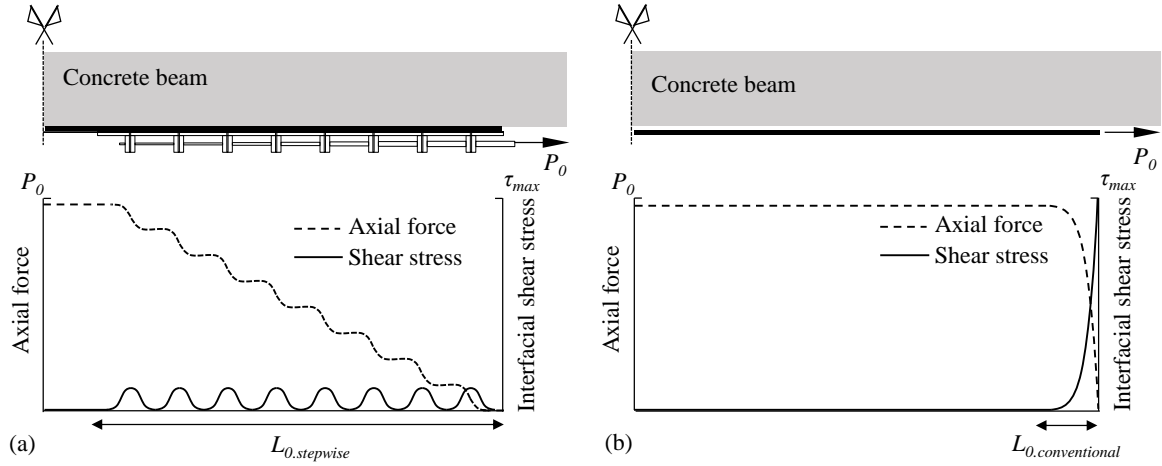 Concrete beam
P0
P0
τmax
Axial force
Shear stress
Axial force
Interfacial shear stress
(a)
L0.stepwise
Concrete beam
P0
P0
τmax
Axial force
Shear stress
Axial force
Interfacial shear stress
(b)
L0.conventional